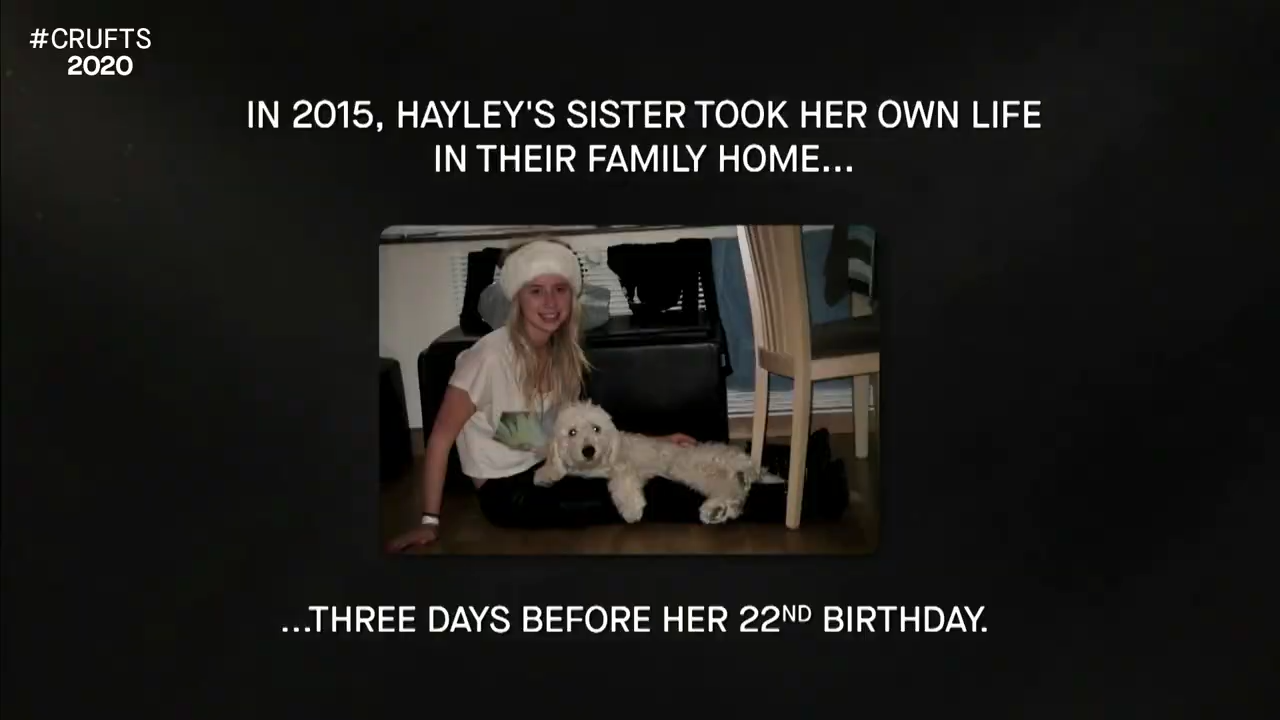 #CRUFTS
2020
IN 2015, HAYLEY'S SISTER TOOK HER OWN LIFE
IN THEIR FAMILY HOME...
...THREE DAYS BEFORE HER 22ND BIRTHDAY.